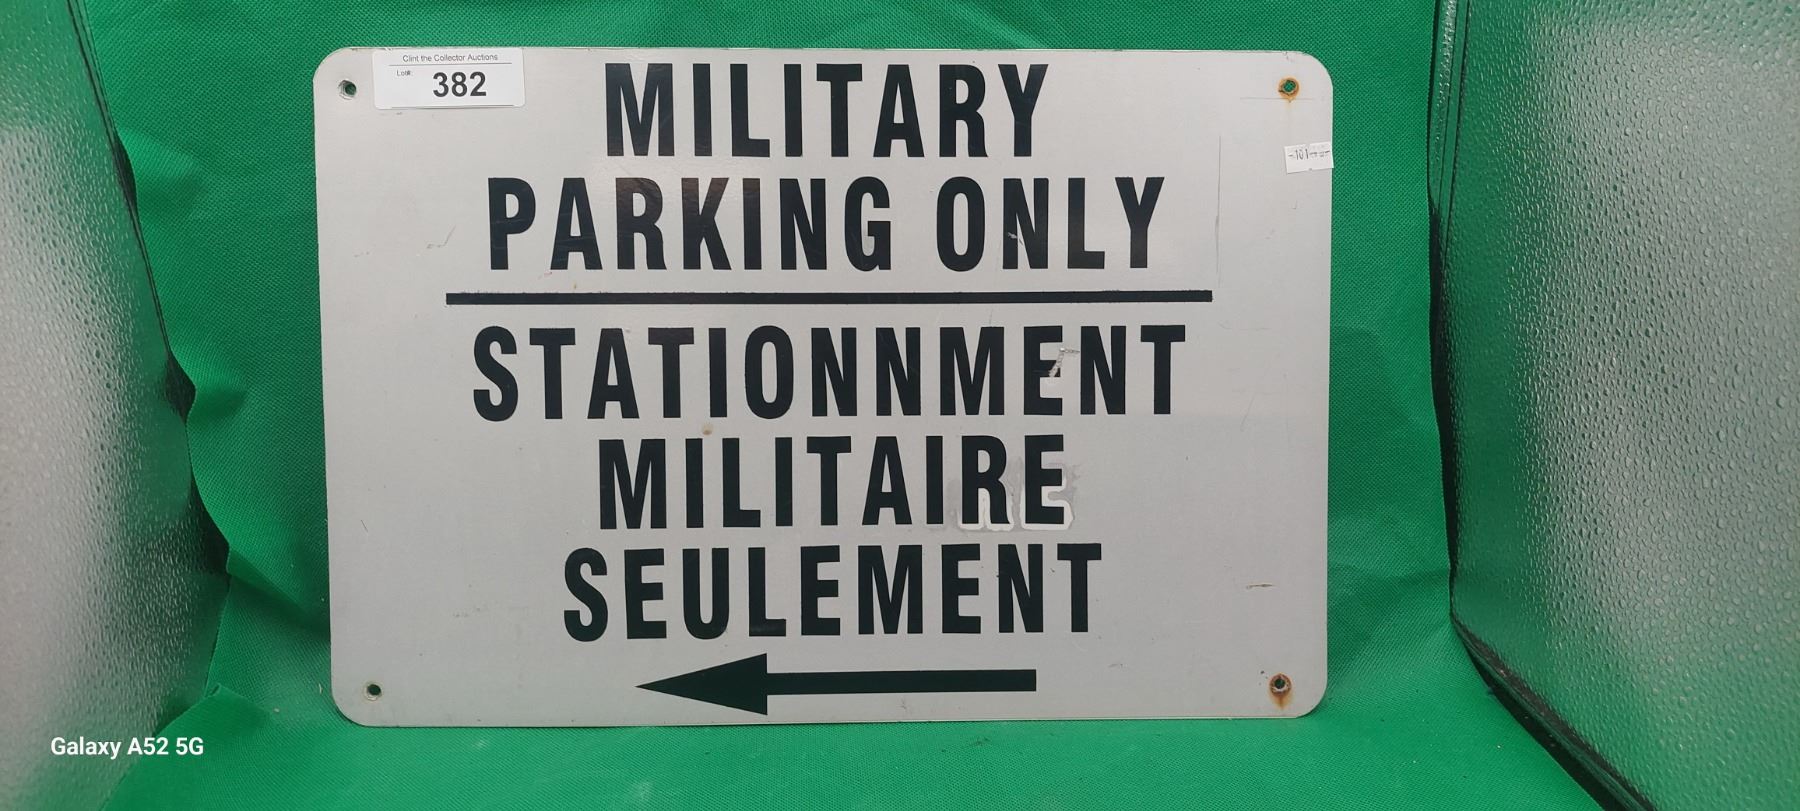 Clint the Collector Auctions
Lot#:
382
MILITARY
PARKING ONLY
STATIONNMENT
MILITAIRE
SEULEMENT
Galaxy A52 5G